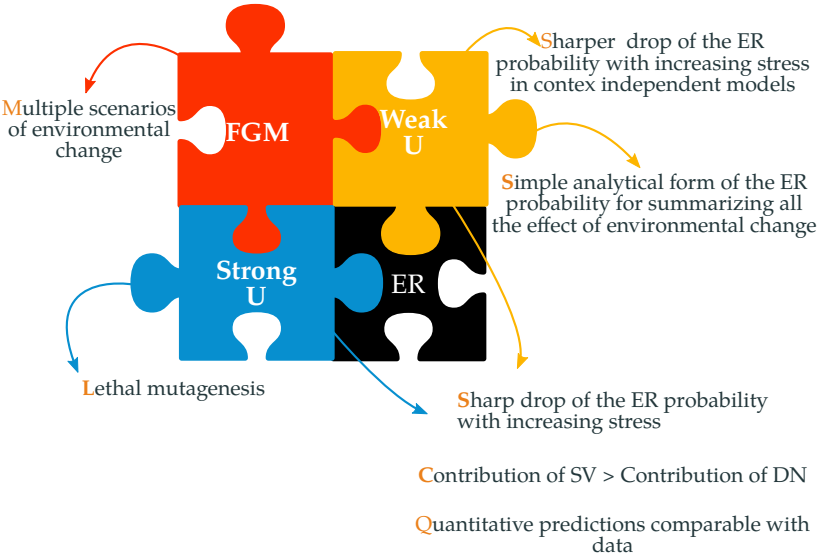 Multiple scenarios
of environmental
change
FGM
Weak
U
Strong
U
ER
Sharper drop of the ER
probability with increasing stress
in contex independent models
Simple analytical form of the ER
probability for summarizing all
the effect of environmental change
Lethal mutagenesis
Sharp drop of the ER probability
with increasing stress
Contribution of SV > Contribution of DN
Quantitative predictions comparable with
data